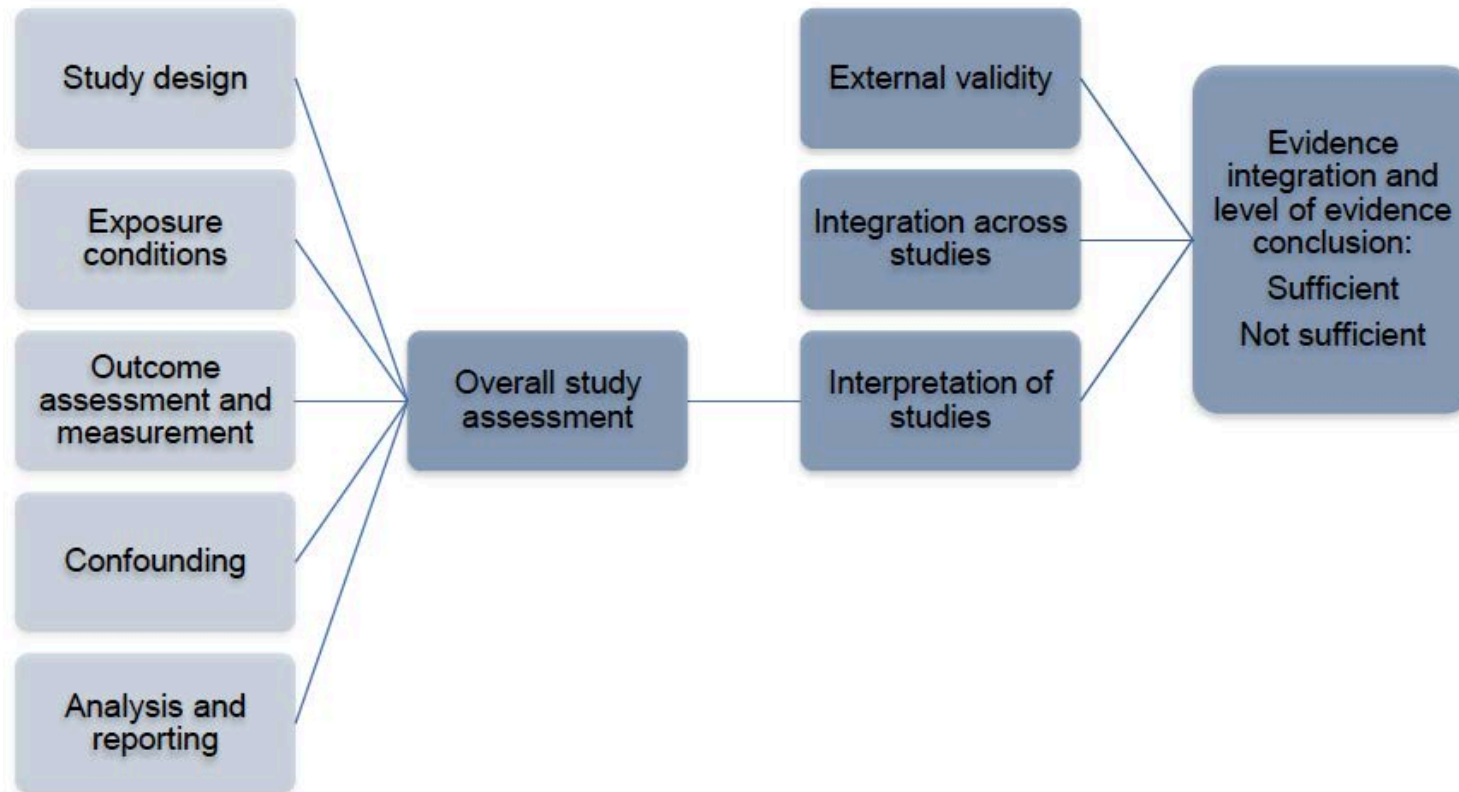 Study design
Exposure
conditions
Outcome
assessment and
measurement
Confounding
Analysis and
reporting
Overall study
assessment
External validity
Integration across
studies
Interpretation of
studies
Evidence
integration and
level of evidence
conclusion:
Sufficient
Not sufficient